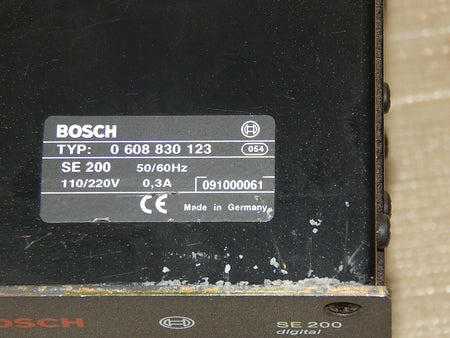 BOSCH
TYP: 0 608 830 123 054
SE 200 50/60Hz
110/220V 0,3A 091000061
CE Made in Germany
BOSCH SE 200
digital